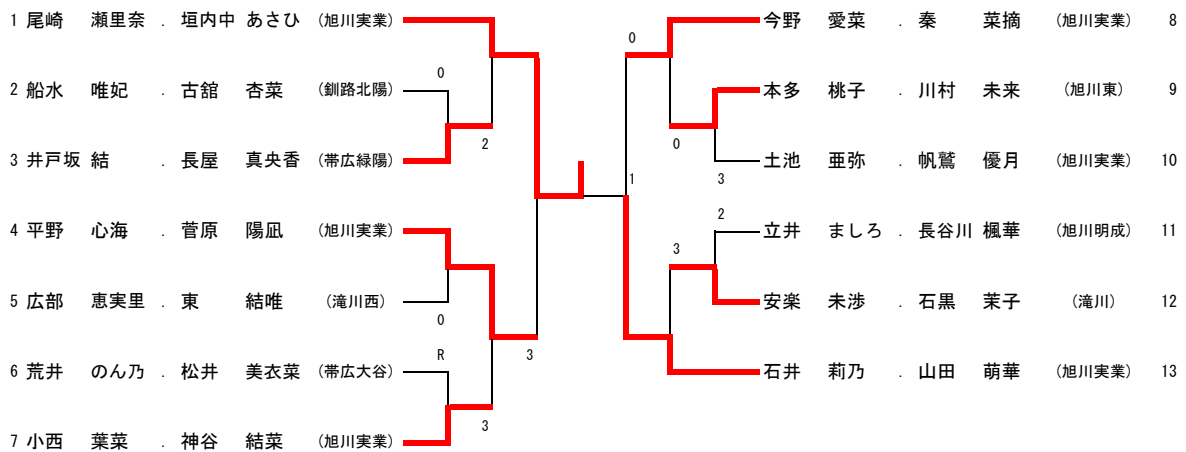 1 尾崎 瀬里奈 . 垣内中 あさひ (旭川実業)
2 船水 唯妃 . 古舘 杏菜 (釧路北陽)
3 井戸坂 結 . 長屋 真央香 (帯広緑陽)
4 平野 心海 . 菅原 陽凪 (旭川実業)
5 広部 恵実里 . 東 結唯 (滝川西)
6 荒井 のん乃 . 松井 美衣菜 (帯広大谷)
7 小西 葉菜 . 神谷 結菜 (旭川実業)
0
2
0
R
3
3
0
1
0
3
2
3
今野 愛菜 . 秦 菜摘 (旭川実業) 8
本多 桃子 . 川村 未来 (旭川東) 9
土池 亜弥 . 帆鷲 優月 (旭川実業) 10
立井 ましろ . 長谷川 楓華 (旭川明成) 11
安楽 未渉 . 石黒 茉子 (滝川) 12
石井 莉乃 . 山田 萌華 (旭川実業) 13